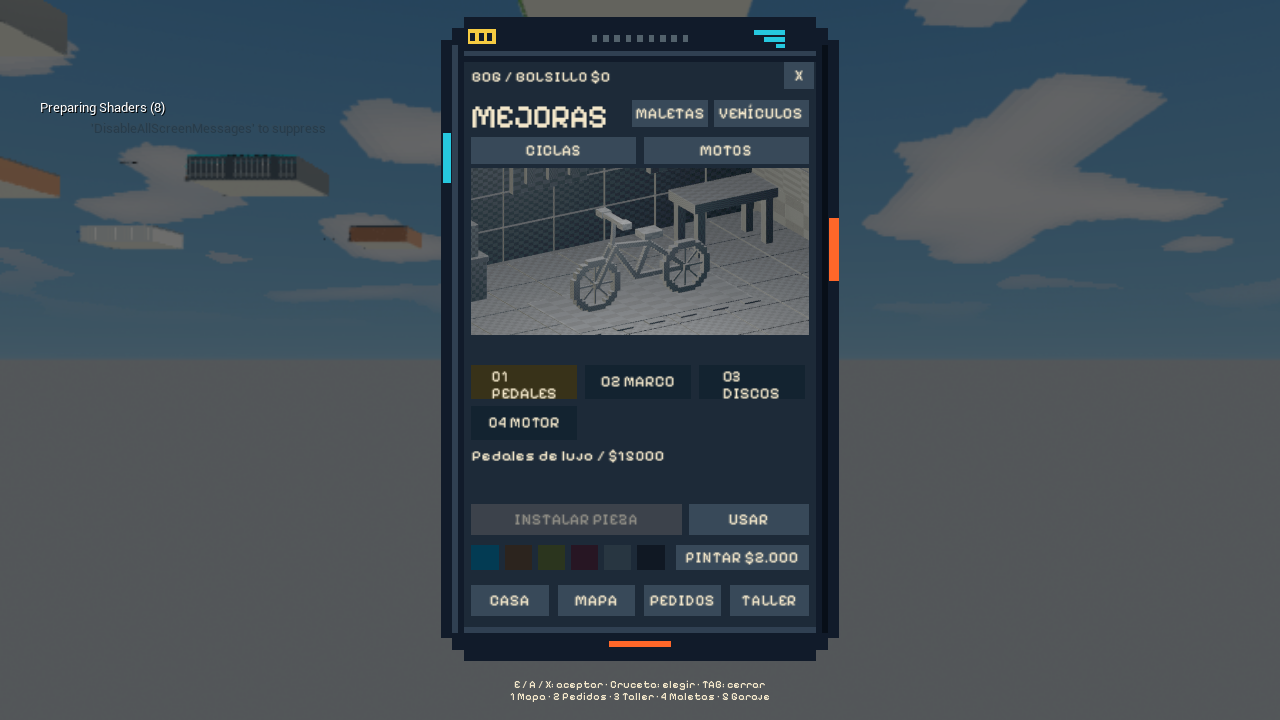 Preparing Shaders (8)
'DisableAllScreenMessages' to suppress
BOG / BOLSILLO $0
X
MEJORAS
MALETAS
VEHÍCULOS
CICLAS
MOTOS
01 PEDALES
02 MARCO
03 DISCOS
04 MOTOR
Pedales de lujo / $18000
INSTALAR PIEZA
USAR
PINTAR $2.000
CASA
MAPA
PEDIDOS
TALLER
E / A / X: aceptar · Cruceta: elegir · TAB: cerrar
1 Mapa · 2 Pedidos · 3 Taller · 4 Maletas · 5 Garaje